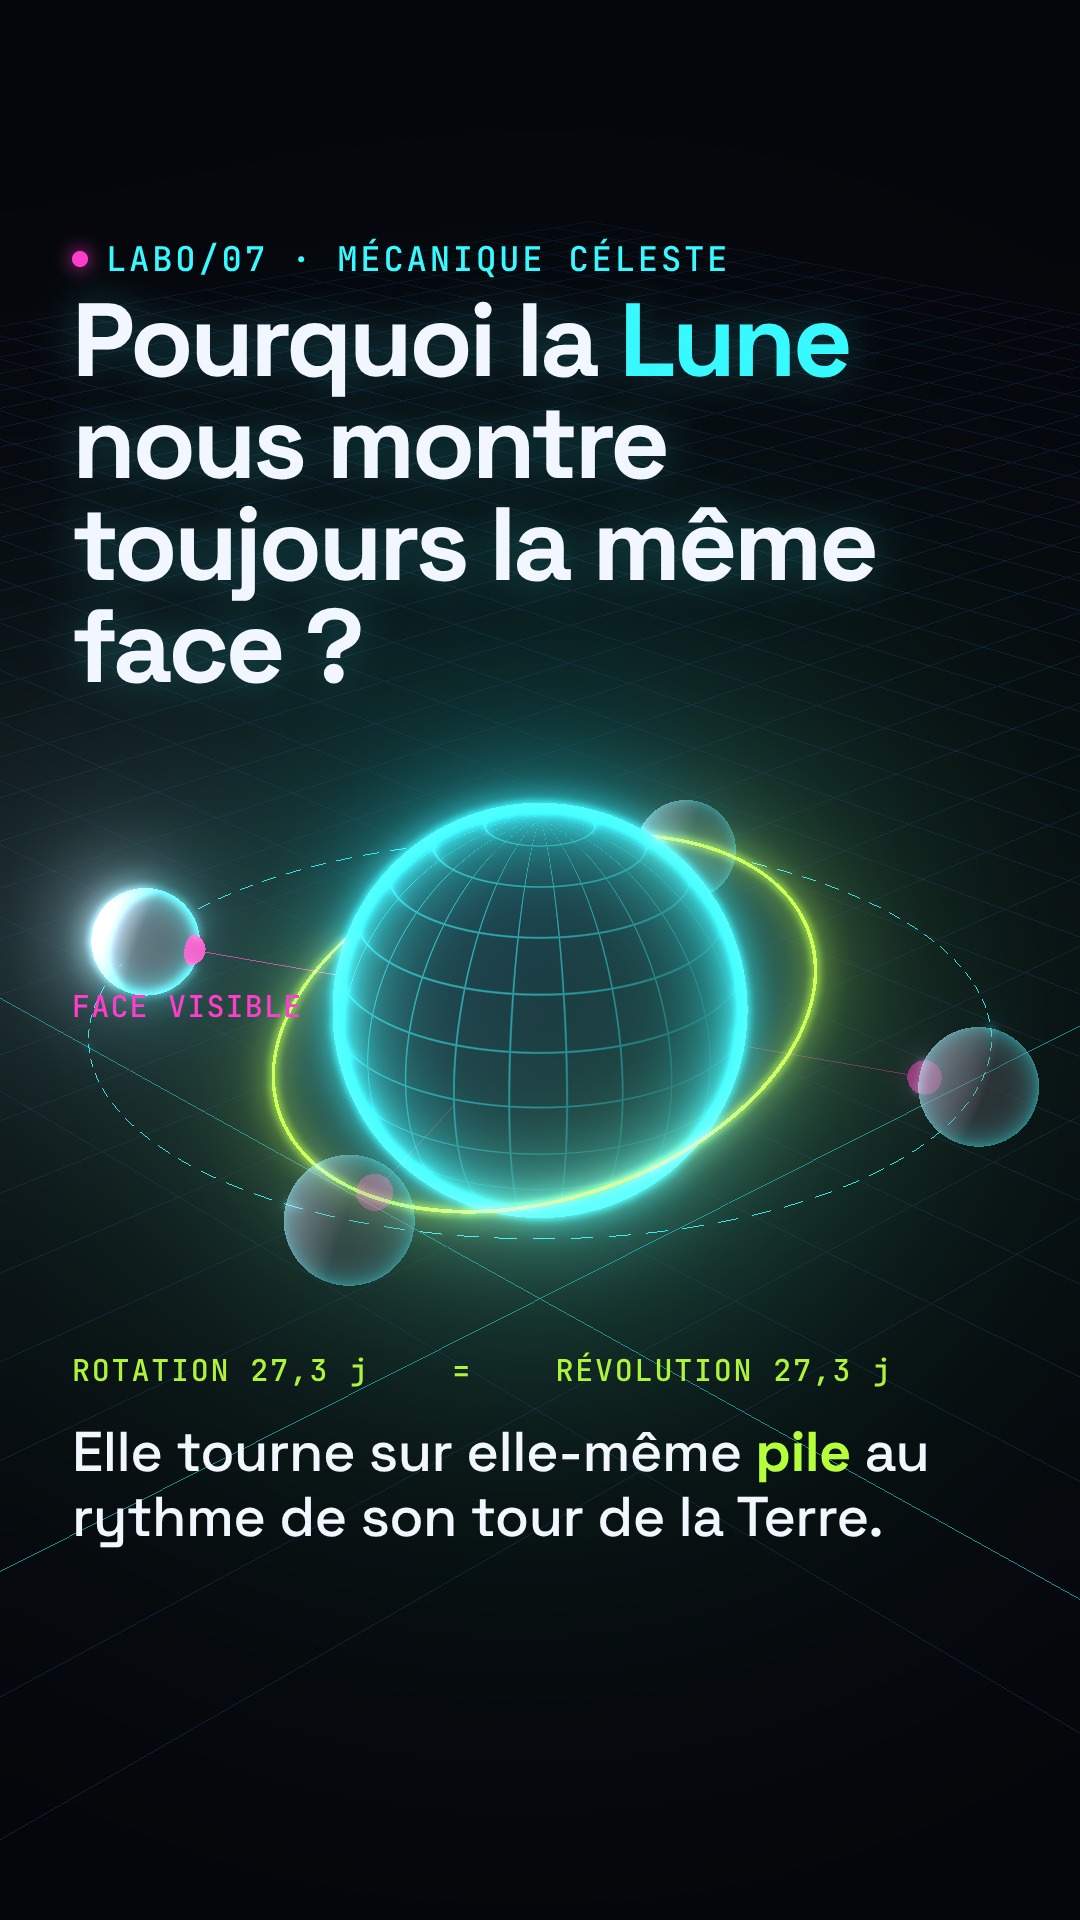 LABO/07 · MÉCANIQUE CÉLESTE
Pourquoi la Lune
nous montre
toujours la même
face ?
FACE VISIBLE
ROTATION 27,3 j = RÉVOLUTION 27,3 j
Elle tourne sur elle-même pile au
rythme de son tour de la Terre.